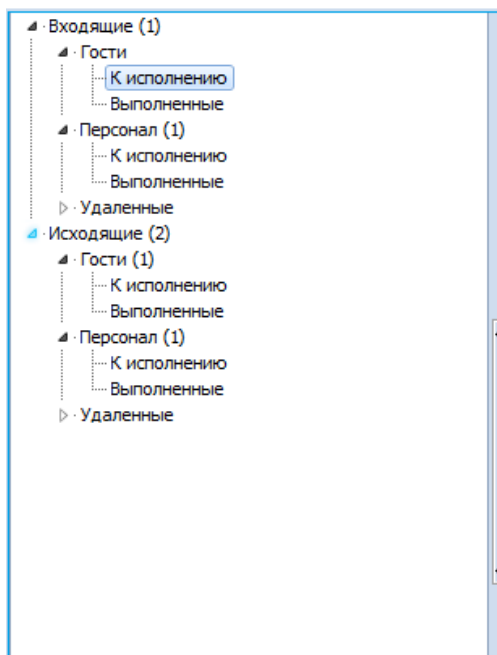 Входящие (1)
Гости
К исполнению
Выполненные
Персонал (1)
К исполнению
Выполненные
Удаленные
Исходящие (2)
Гости (1)
К исполнению
Выполненные
Персонал (1)
К исполнению
Выполненные
Удаленные